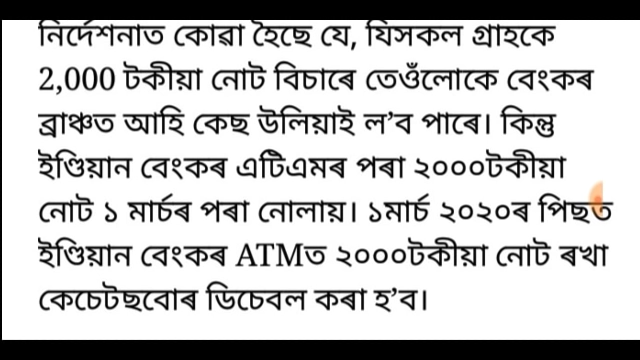 নিৰ্দেশনাত কোৱা হৈছে যে, যিসকল গ্ৰাহকে
2,000 টকীয়া নোট বিচাৰে তেওঁলোকে বেংকৰ
ব্ৰাঞ্চত আহি কেছ উলিয়াই ল’ব পাৰে। কিন্তু
ইণ্ডিয়ান বেংকৰ এটিএমৰ পৰা ২০০০টকীয়া
নোট ১ মাৰ্চৰ পৰা নোলায়। ১মাৰ্চ ২০২০ৰ পিছত
ইণ্ডিয়ান বেংকৰ ATMত ২০০০টকীয়া নোট ৰখা
কেচেটছবোৰ ডিচেবল কৰা হ’ব।